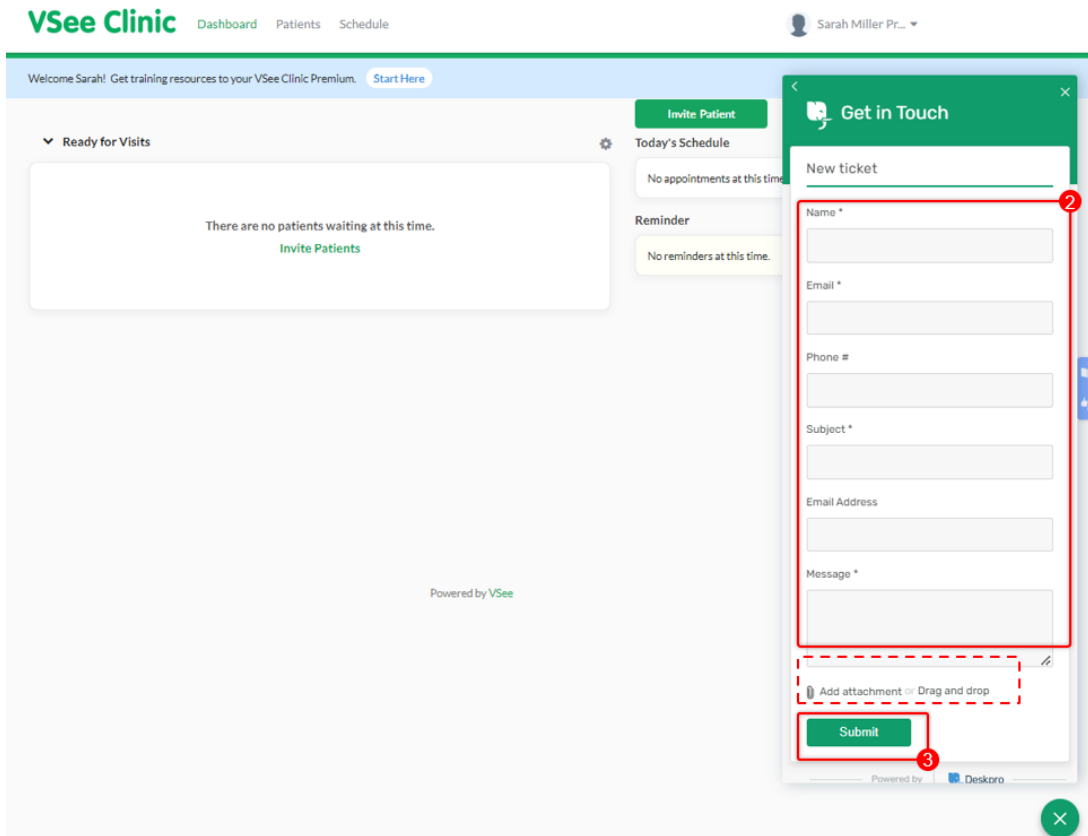 VSee Clinic Dashboard Patients Schedule Sarah Miller Pr...
Welcome Sarah! Get training resources to your VSee Clinic Premium. Start Here
Ready for Visits
There are no patients waiting at this time.
Invite Patients
Invite Patient
Today's Schedule
No appointments at this time
Reminder
No reminders at this time.
Powered by VSee
Get in Touch
New ticket
2
Name *
Email *
Phone #
Subject *
Email Address
Message *
Add attachment or Drag and drop
Submit
3
Powered by Deskpro